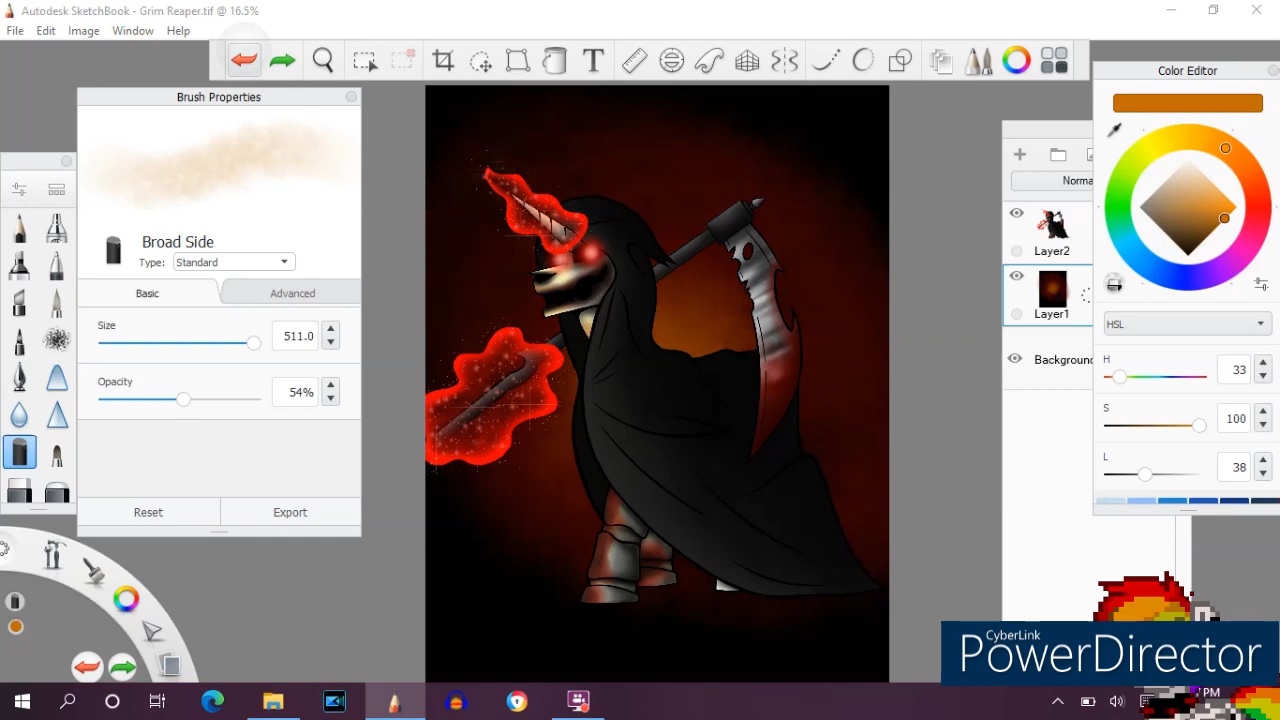 Autodesk SketchBook - Grim Reaper.tif @ 16.5%
File Edit Image Window Help
Brush Properties
Broad Side
Type: Standard
Basic Advanced
Size 511.0
Opacity 54%
Reset Export
T
Color Editor
Norma
Layer2
Layer1
Background
HSL
H 33
S 100
L 38
CyberLink
PowerDirector
PM